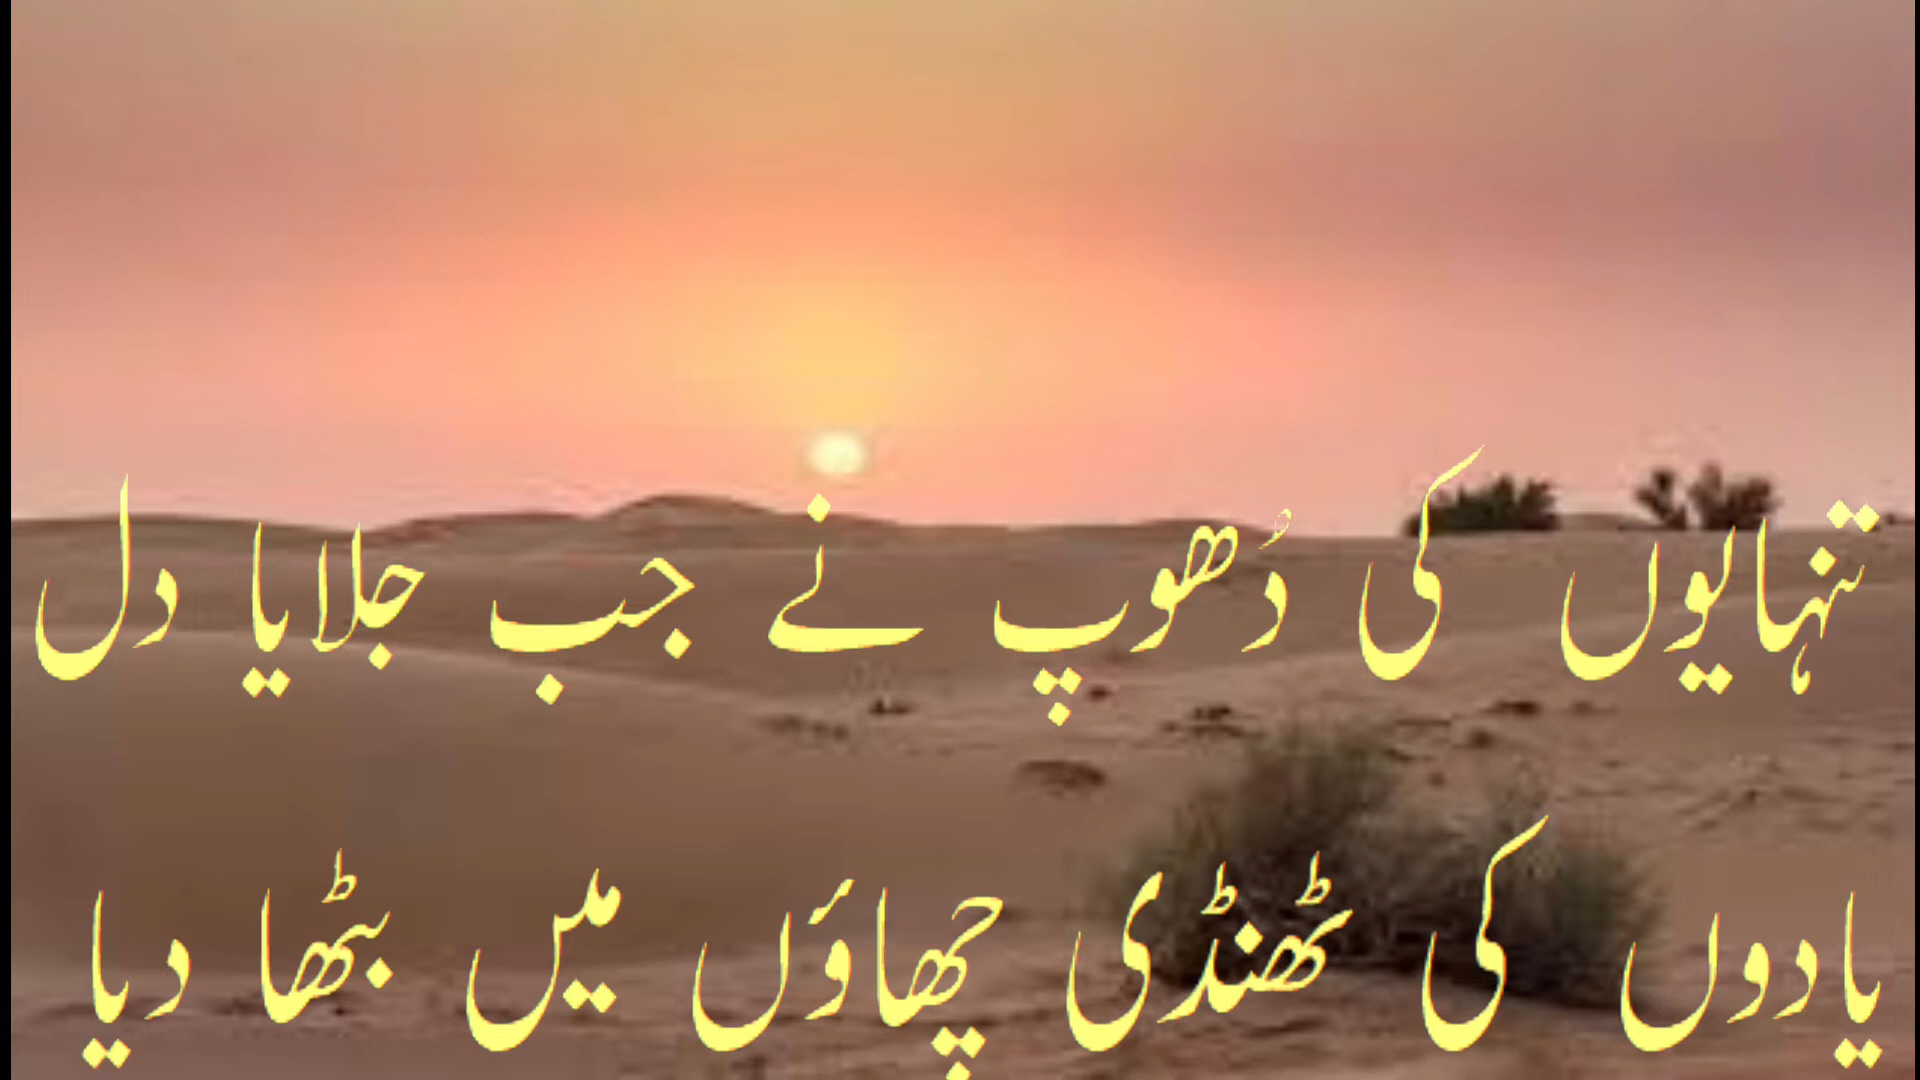 تنہایوں کی دُھوپ نے جب جلایا دل
یادوں کی ٹھنڈی چھاؤں میں بٹھا دیا